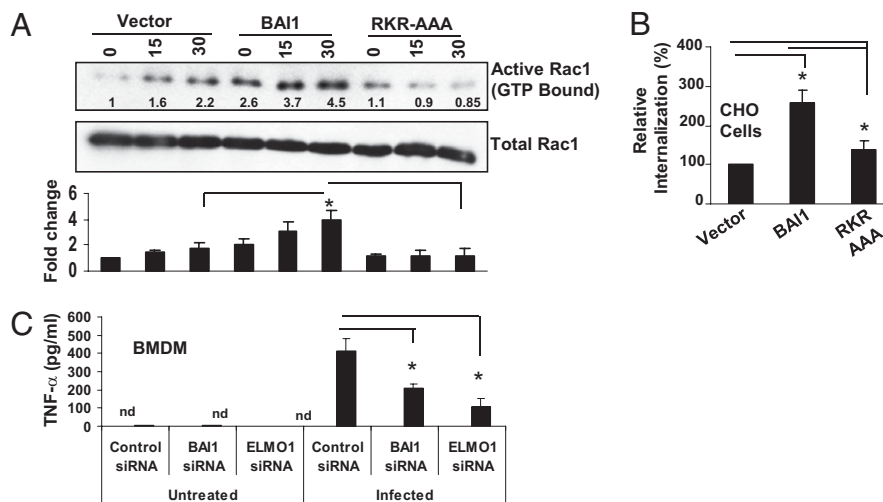 A
Vector BAI1 RKR-AAA
0 15 30 0 15 30 0 15 30
Active Rac1
(GTP Bound)
1 1.6 2.2 2.6 3.7 4.5 1.1 0.9 0.85
Total Rac1
Fold change
6
4
2
0
*
B
Relative
Internalization (%)
400
300
200
100
0
CHO
Cells
*
*
Vector
BAI1
RKR
AAA
C
TNF-α (pg/ml)
600
500
400
300
200
100
0
BMDM
nd nd nd
*
*
Control
siRNA
BAI1
siRNA
ELMO1
siRNA
Control
siRNA
BAI1
siRNA
ELMO1
siRNA
Untreated Infected